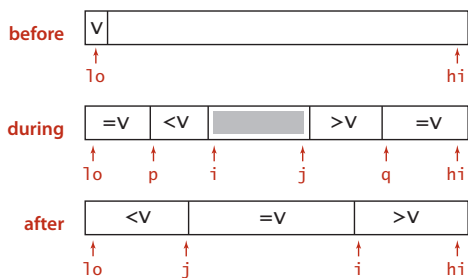 before v
lo hi
during =v <v >v =v
lo p i j q hi
after <v =v >v
lo j i hi